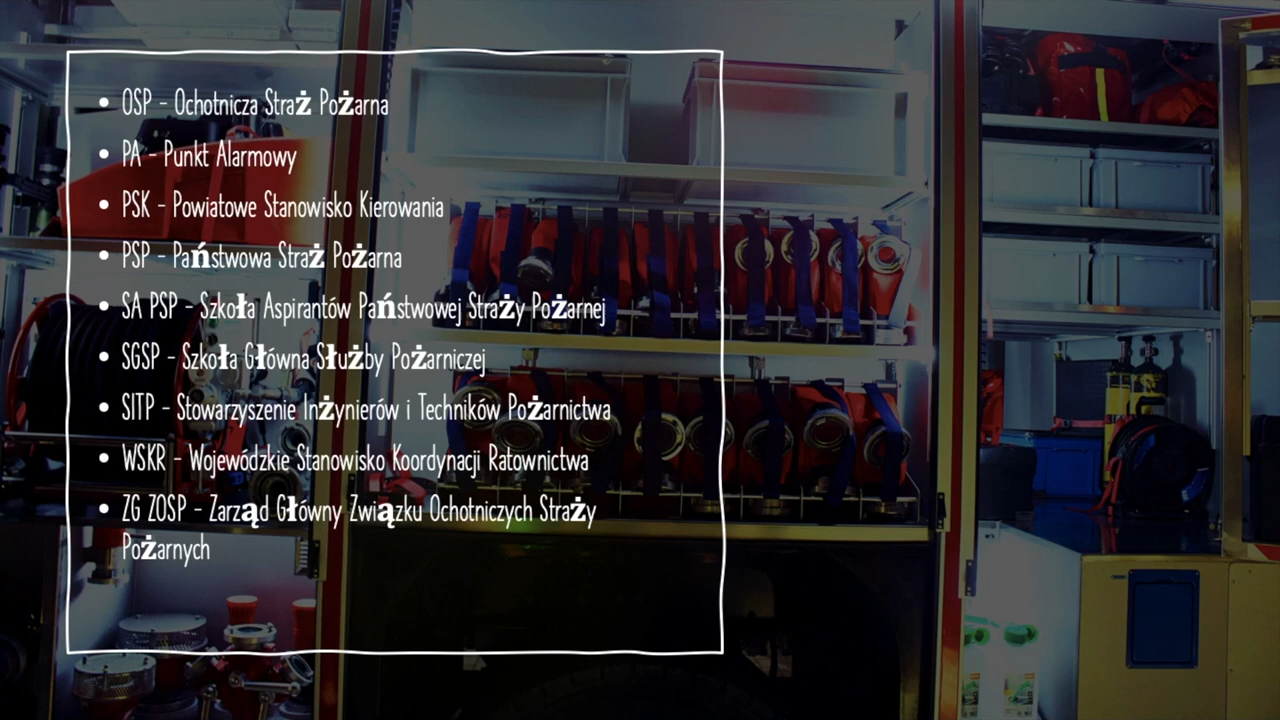 • OSP - Ochotnicza Straż Pożarna
• PA - Punkt Alarmowy
• PSK - Powiatowe Stanowisko Kierowania
• PSP - Państwowa Straż Pożarna
• SA PSP - Szkoła Aspirantów Państwowej Straży Pożarnej
• SGSP - Szkoła Główna Służby Pożarniczej
• SITP - Stowarzyszenie Inżynierów i Techników Pożarnictwa
• WSKR - Wojewódzkie Stanowisko Koordynacji Ratownictwa
• ZG ZOSP - Zarząd Główny Związku Ochotniczych Straży
Pożarnych